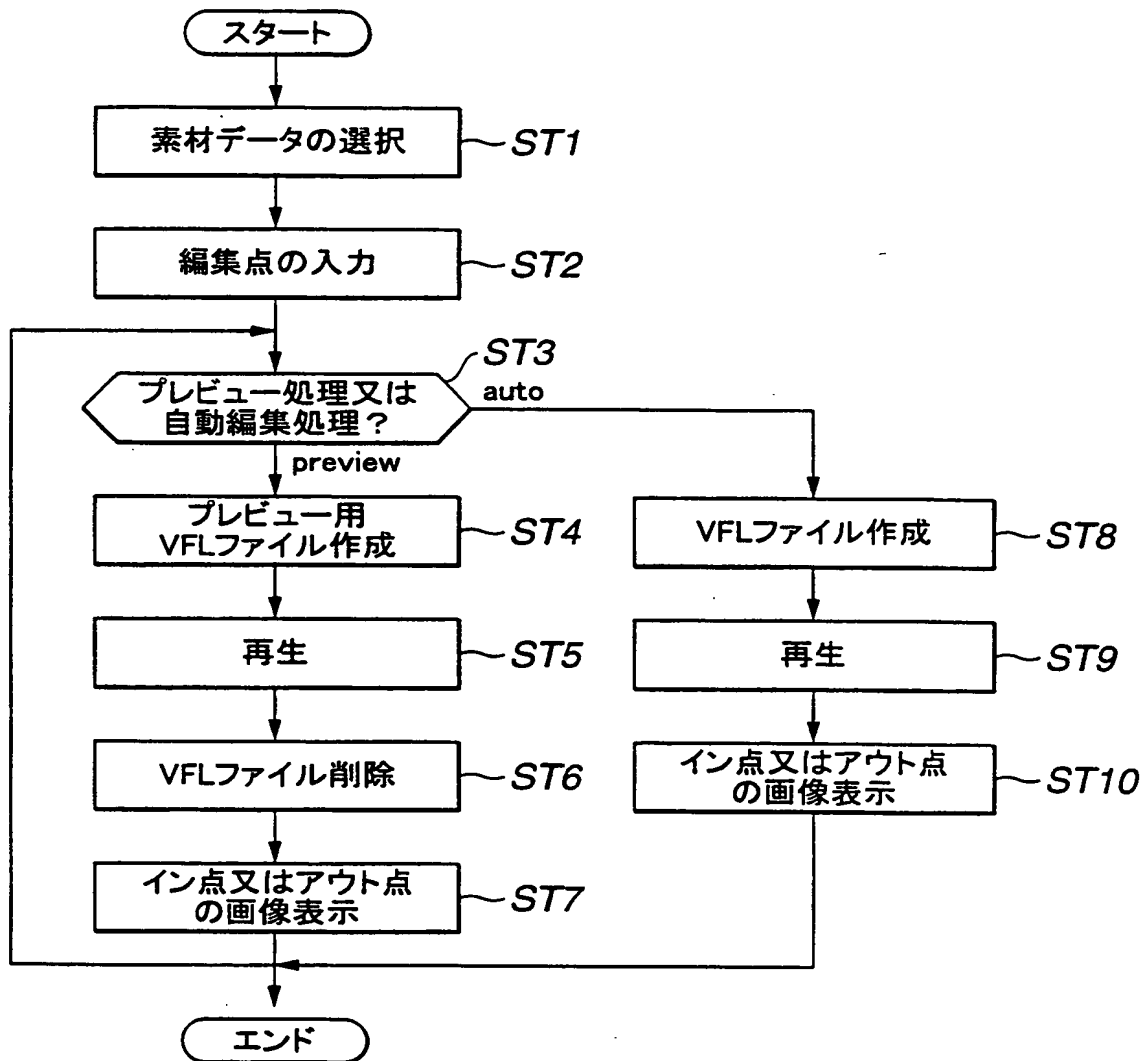 スタート
素材データの選択
ST1
編集点の入力
ST2
ST3
プレビュー処理又は
自動編集処理?
auto
preview
プレビュー用
VFLファイル作成
ST4
VFLファイル作成
ST8
再生
ST5
再生
ST9
VFLファイル削除
ST6
イン点又はアウト点
の画像表示
ST10
イン点又はアウト点
の画像表示
ST7
エンド